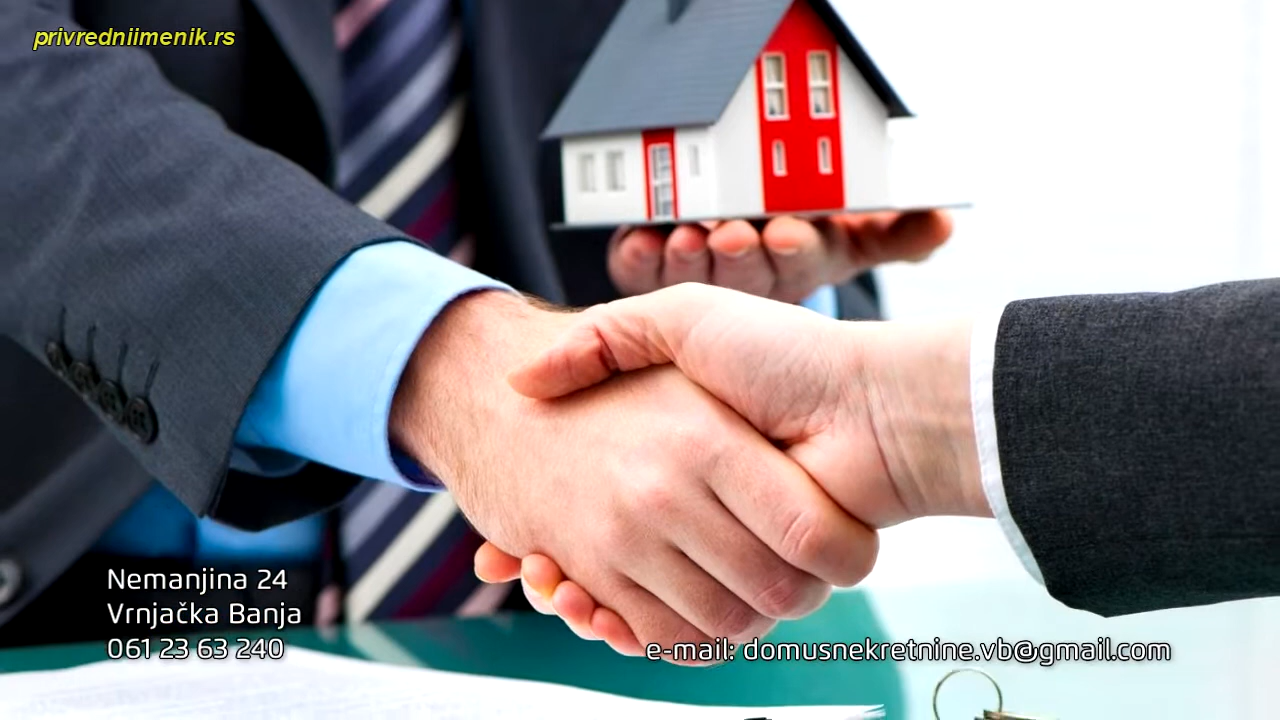 privredniimenik.rs
Nemanjina 24
Vrnjačka Banja
061 23 63 240
e-mail: domusnekretnine.vb@gmail.com